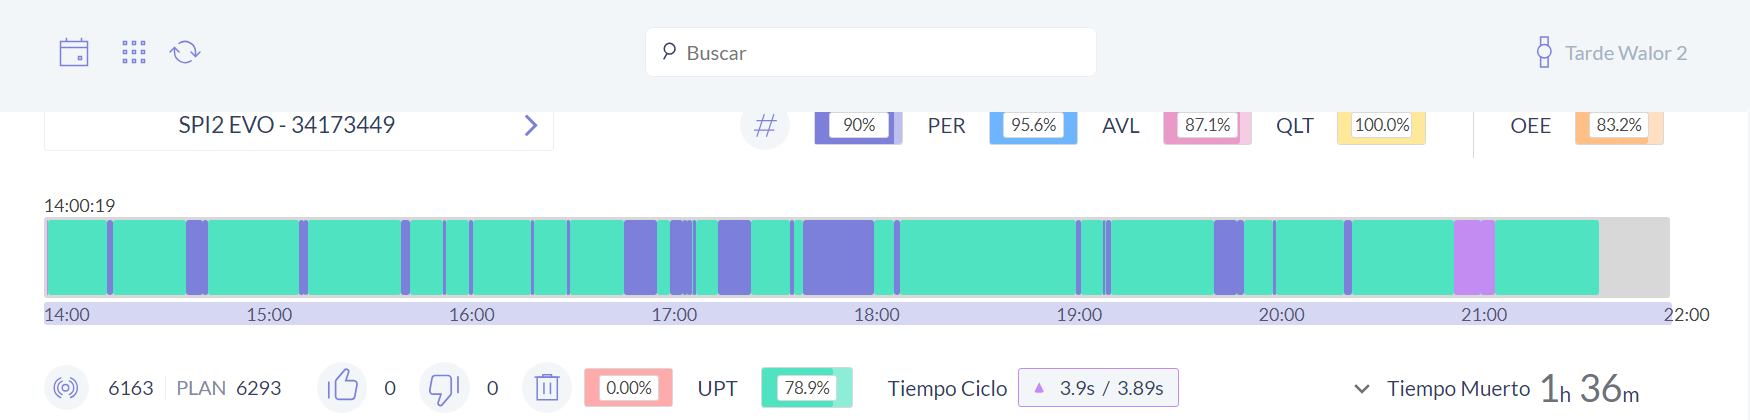 Buscar
Tarde Walor 2
SPI2 EVO - 34173449
# 90% PER 95.6% AVL 87.1% QLT 100.0% OEE 83.2%
14:00:19
14:00 15:00 16:00 17:00 18:00 19:00 20:00 21:00 22:00
6163 PLAN 6293 0 0 0.00% UPT 78.9% Tiempo Ciclo ▲ 3.9s / 3.89s Tiempo Muerto 1h 36m